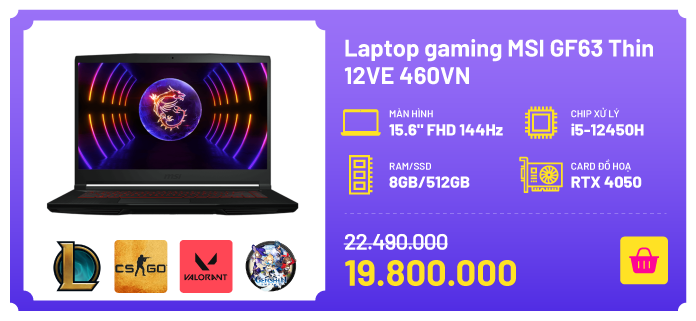 Laptop gaming MSI GF63 Thin
12VE 460VN
MÀN HÌNH
15.6" FHD 144Hz
CHIP XỬ LÝ
i5-12450H
RAM/SSD
8GB/512GB
CARD ĐỒ HOẠ
RTX 4050
22.490.000
19.800.000
CS GO
VALORANT
GENSHIN